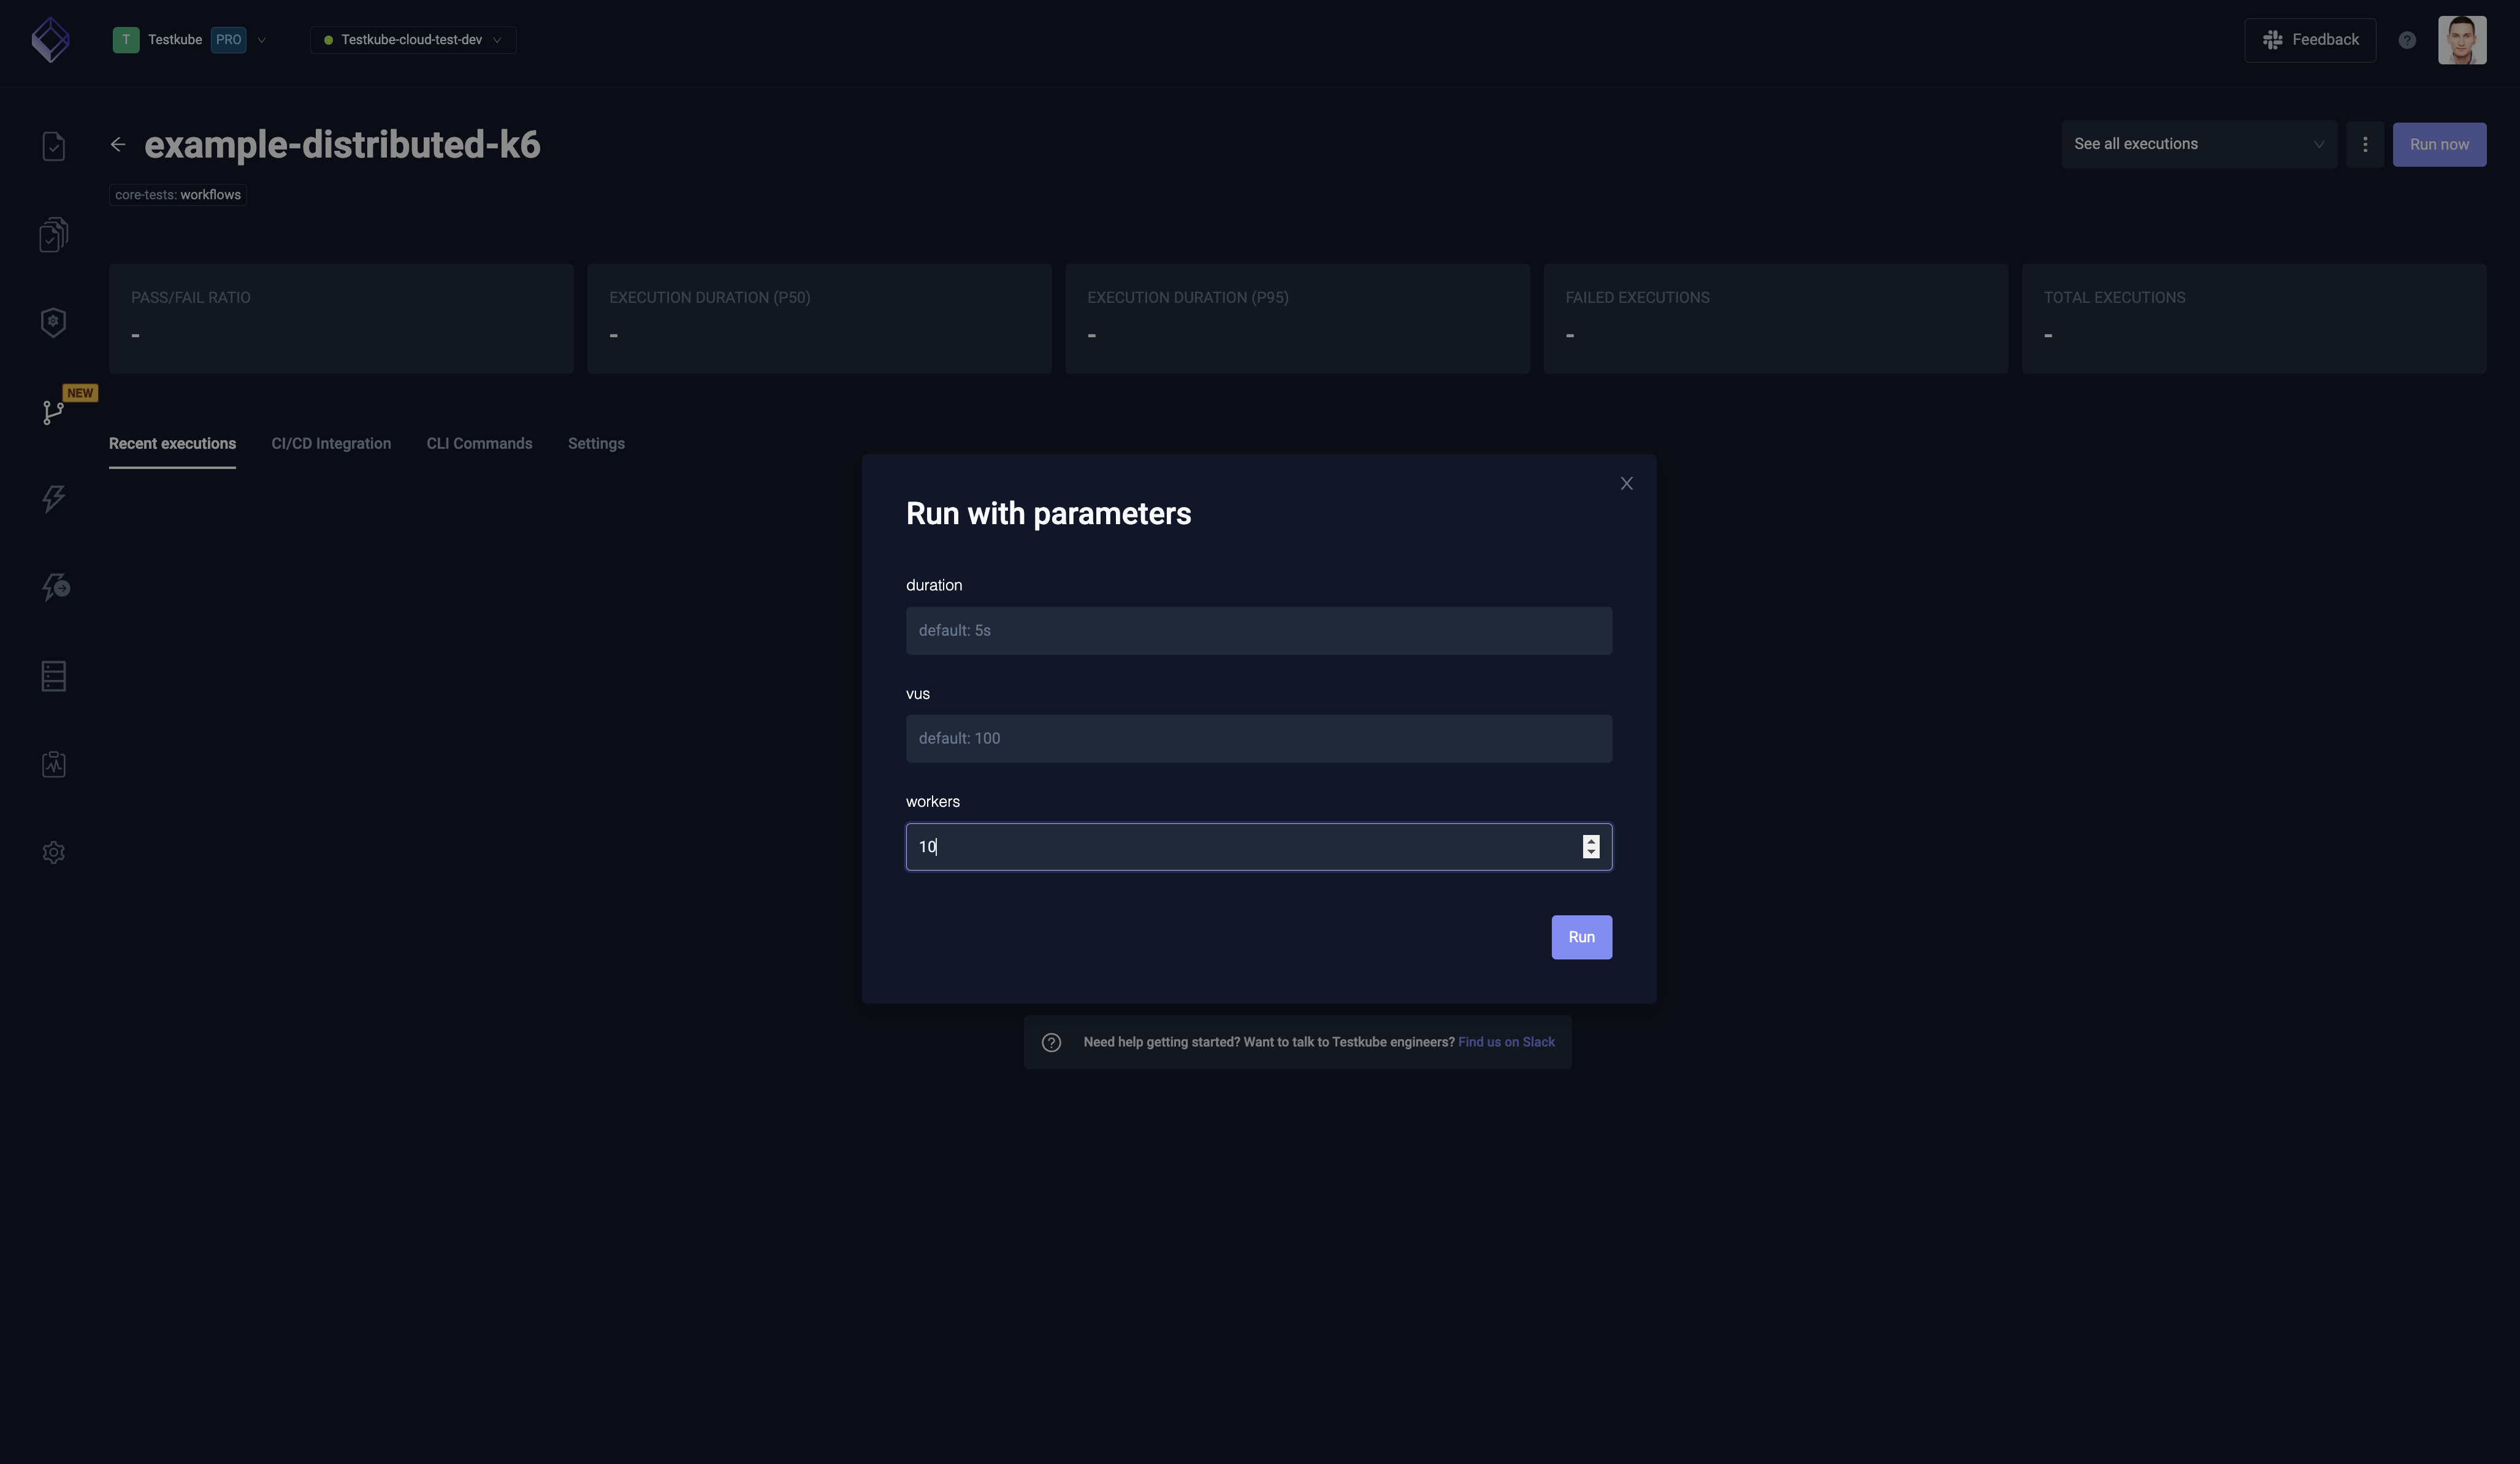 T Testkube PRO Testkube-cloud-test-dev Feedback ?
example-distributed-k6 See all executions Run now
core-tests: workflows
PASS/FAIL RATIO EXECUTION DURATION (P50) EXECUTION DURATION (P95) FAILED EXECUTIONS TOTAL EXECUTIONS
- - - - -
NEW
Recent executions CI/CD Integration CLI Commands Settings
Run with parameters
duration
default: 5s
vus
default: 100
workers
10
Run
? Need help getting started? Want to talk to Testkube engineers? Find us on Slack